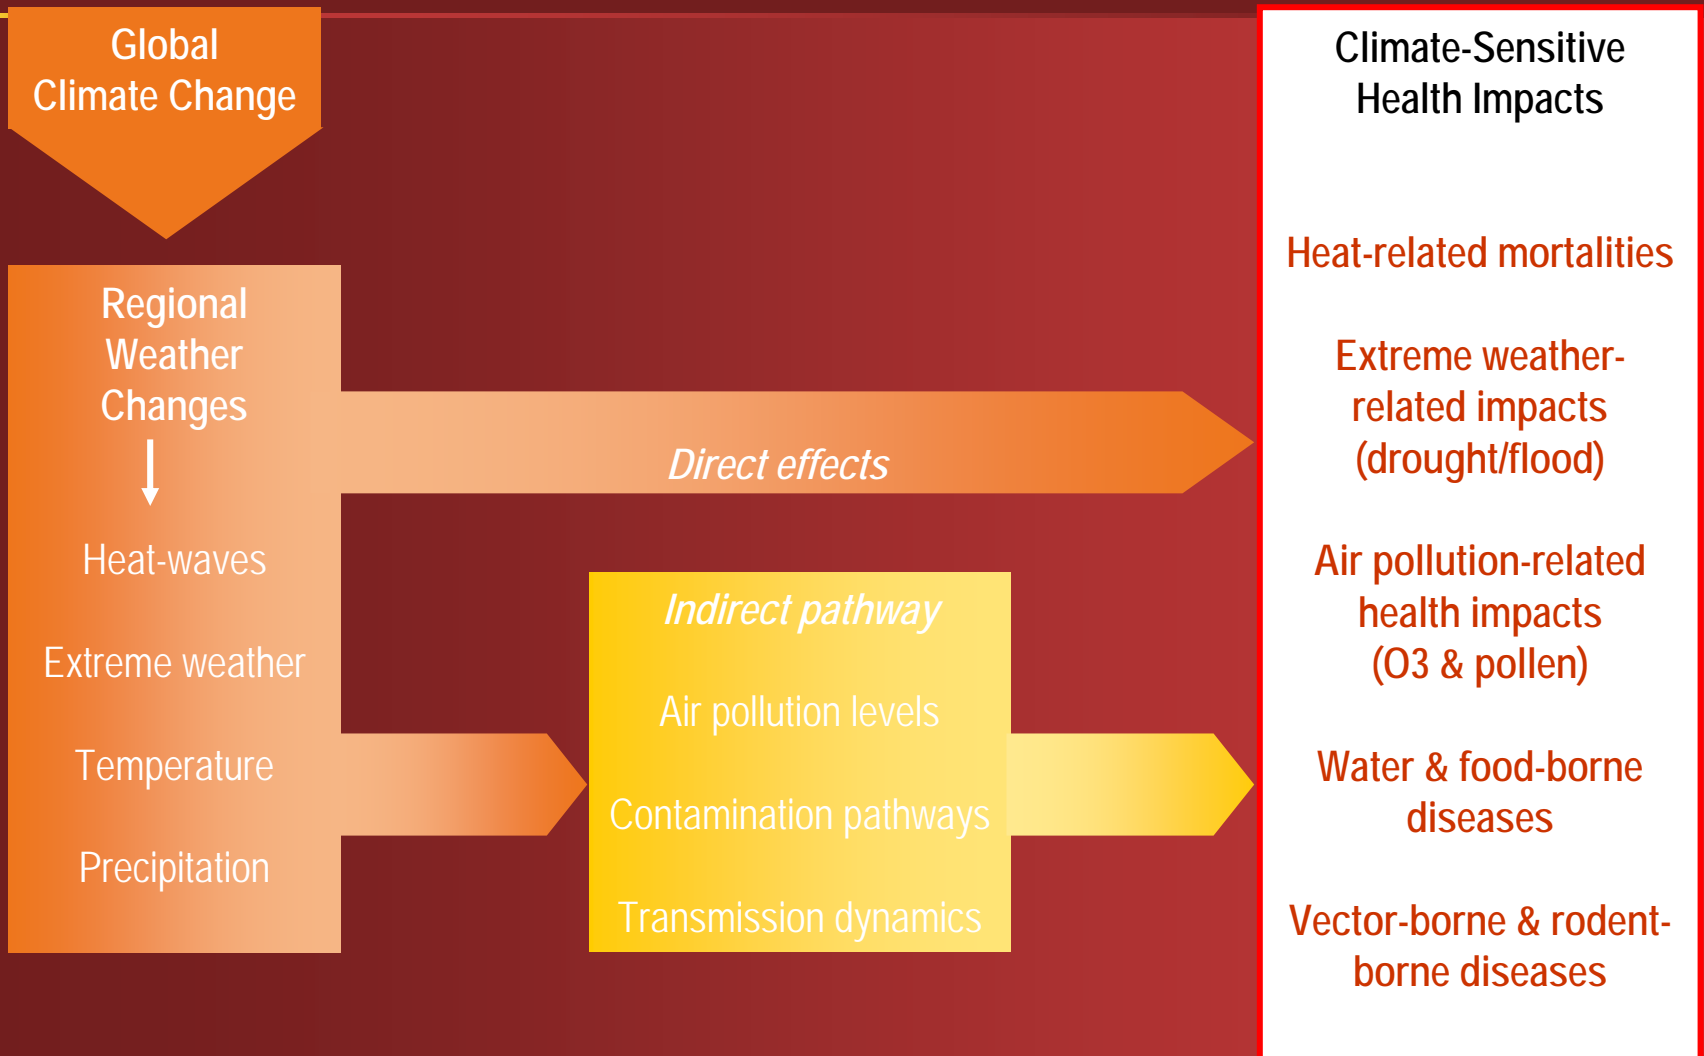 Global
Climate Change
Regional
Weather
Changes
Heat-waves
Extreme weather
Temperature
Precipitation
Direct effects
Indirect pathway
Air pollution levels
Contamination pathways
Transmission dynamics
Climate-Sensitive
Health Impacts
Heat-related mortalities
Extreme weather-
related impacts
(drought/flood)
Air pollution-related
health impacts
(O3 & pollen)
Water & food-borne
diseases
Vector-borne & rodent-
borne diseases